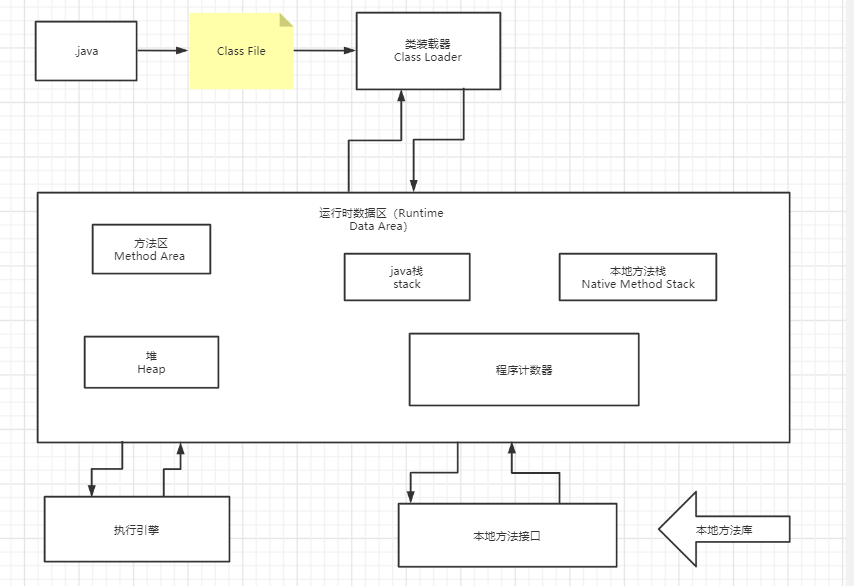 .java
Class File
类装载器
Class Loader
运行时数据区（Runtime
Data Area）
方法区
Method Area
java栈
stack
本地方法栈
Native Method Stack
堆
Heap
程序计数器
执行引擎
本地方法接口
本地方法库